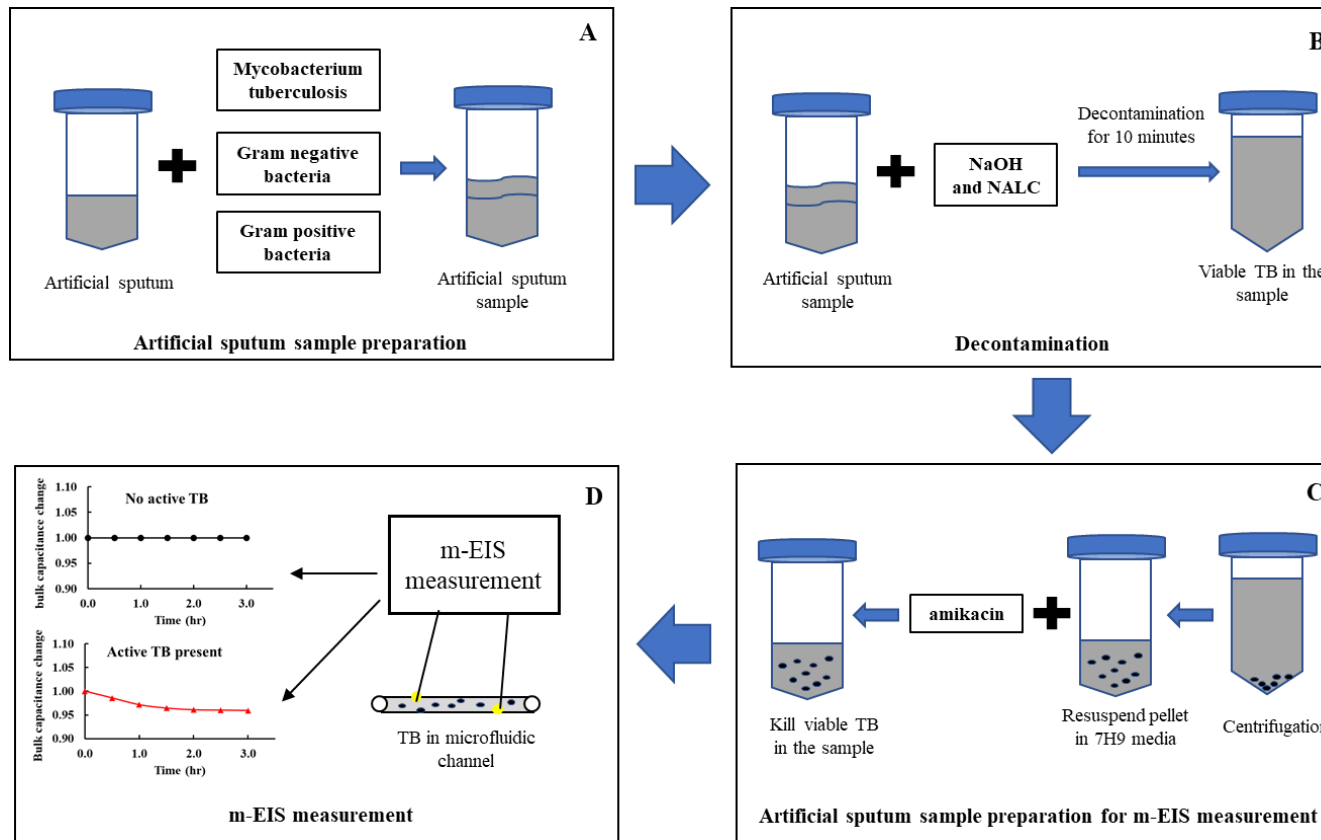 A
Mycobacterium
tuberculosis
Gram negative
bacteria
Gram positive
bacteria
Artificial sputum
Artificial sputum
sample
Artificial sputum sample preparation
B
Decontamination
for 10 minutes
NaOH
and NALC
Artificial sputum
sample
Viable TB in the
sample
Decontamination
C
amikacin
Kill viable TB
in the sample
Resuspend pellet
in 7H9 media
Centrifugation
Artificial sputum sample preparation for m-EIS measurement
D
bulk capacitance change
1.10
1.05
1.00
0.95
0.90
No active TB
0.0
1.0
2.0
3.0
Time (hr)
Bulk capacitance change
1.10
1.05
1.00
0.95
0.90
Active TB present
0.0
1.0
2.0
3.0
Time (hr)
m-EIS
measurement
TB in microfluidic
channel
m-EIS measurement